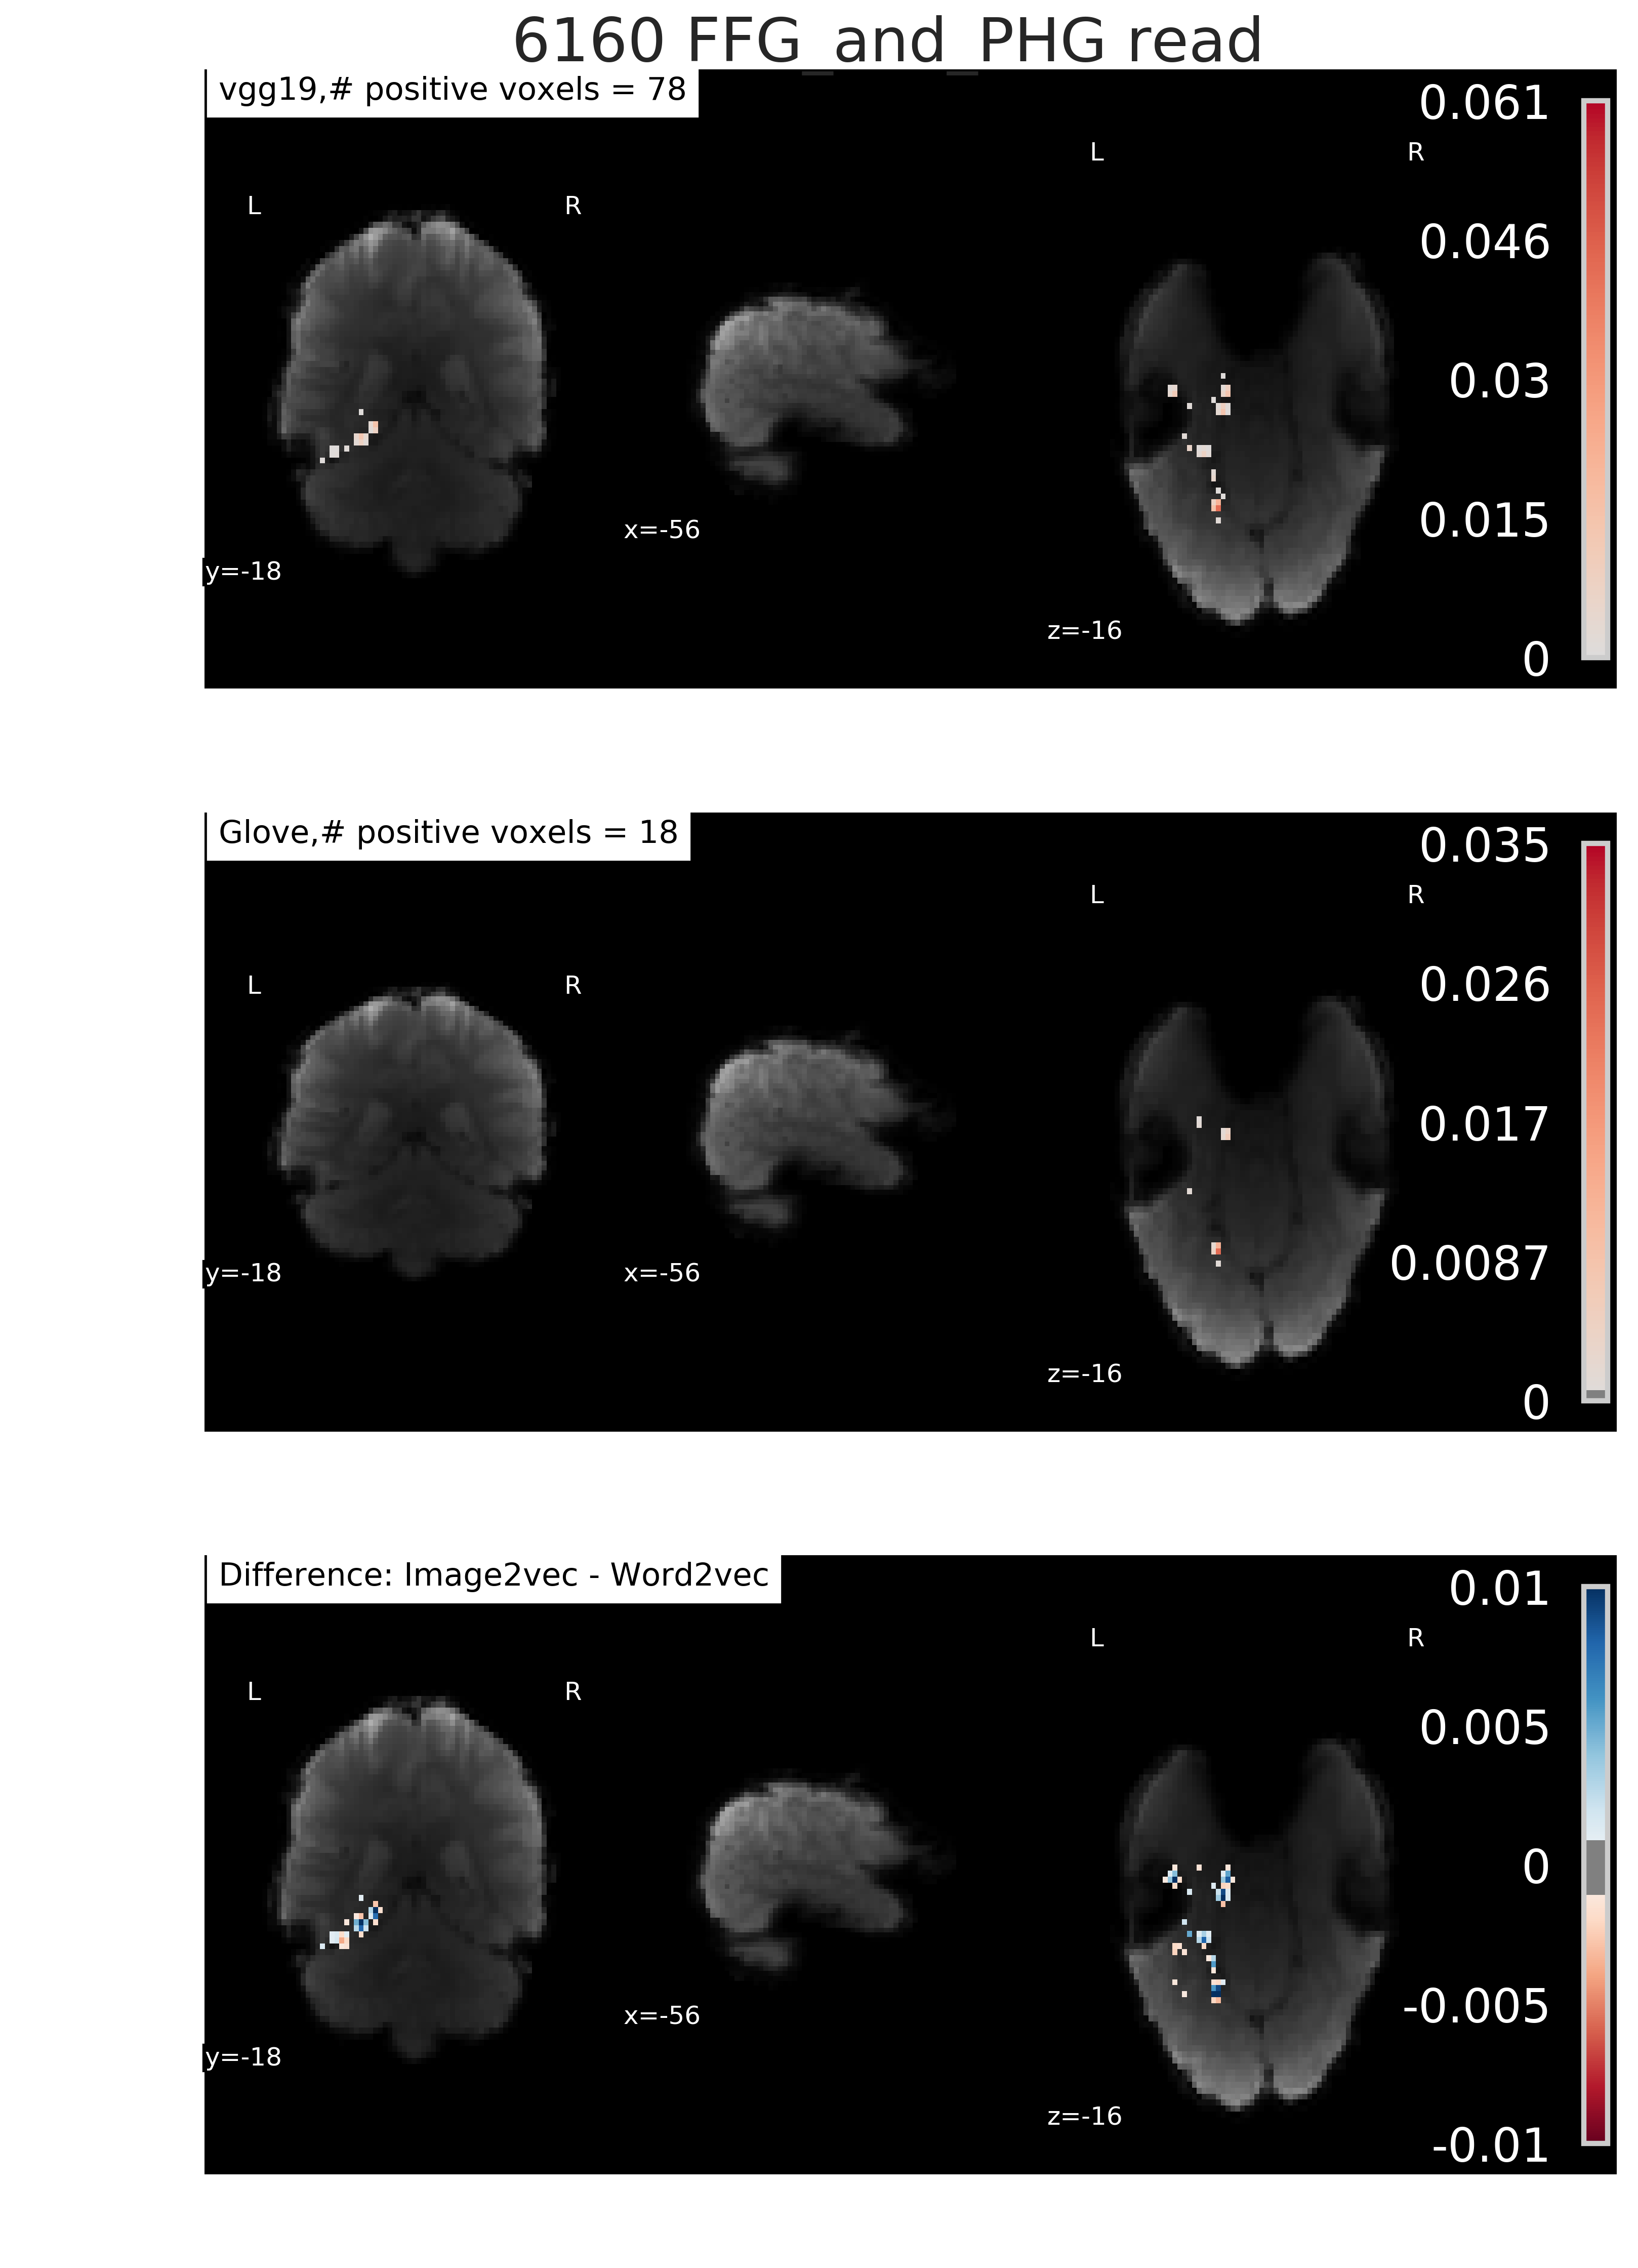 6160 FFG_and_PHG read
vgg19,# positive voxels = 78
0.061
L R
L R
0.046
0.03
0.015
x=-56
y=-18
z=-16
0
Glove,# positive voxels = 18
0.035
L R
L R
0.026
0.017
0.0087
y=-18
x=-56
z=-16
0
Difference: Image2vec - Word2vec
0.01
L R
L R
0.005
0
-0.005
x=-56
y=-18
z=-16
-0.01